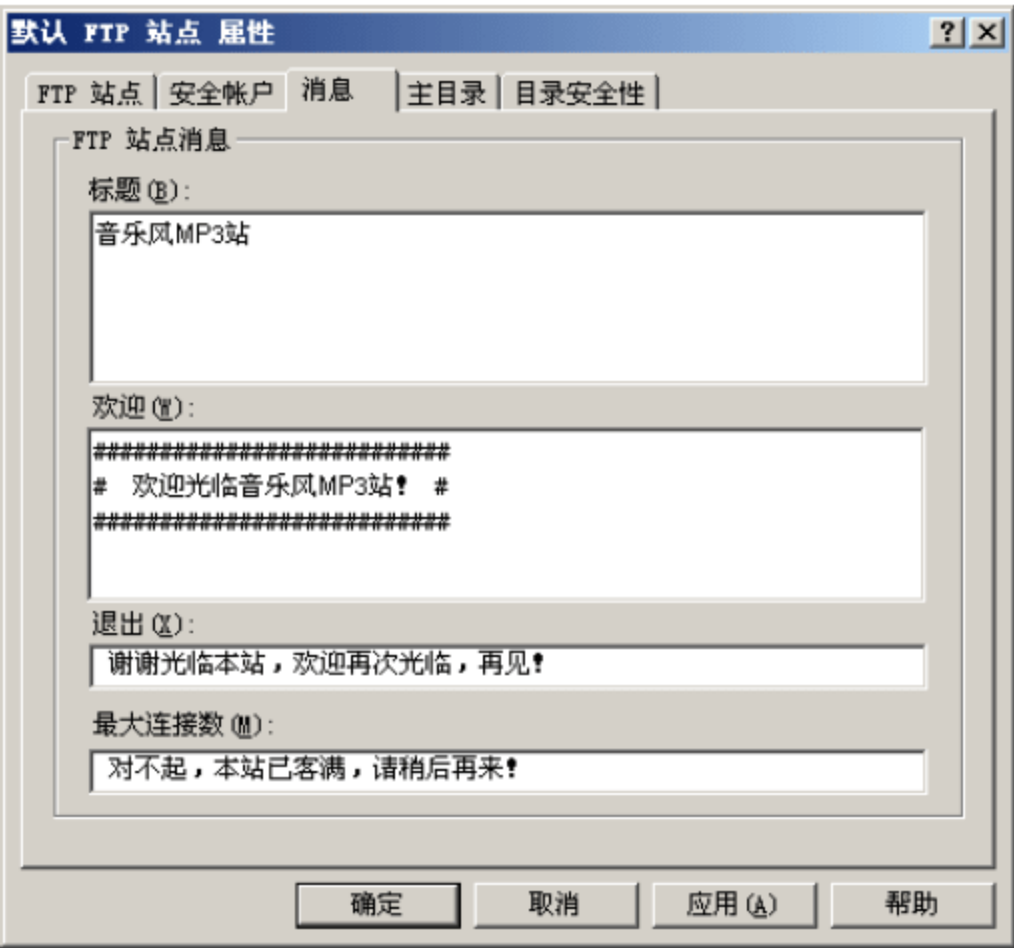 默认 FTP 站点 属性
FTP 站点 安全帐户 消息 主目录 目录安全性
FTP 站点消息
标题(B):
音乐风MP3站
欢迎(W):
###########################
# 欢迎光临音乐风MP3站! #
###########################
退出(X):
谢谢光临本站,欢迎再次光临,再见!
最大连接数(M):
对不起,本站已客满,请稍后再来!
确定 取消 应用(A) 帮助